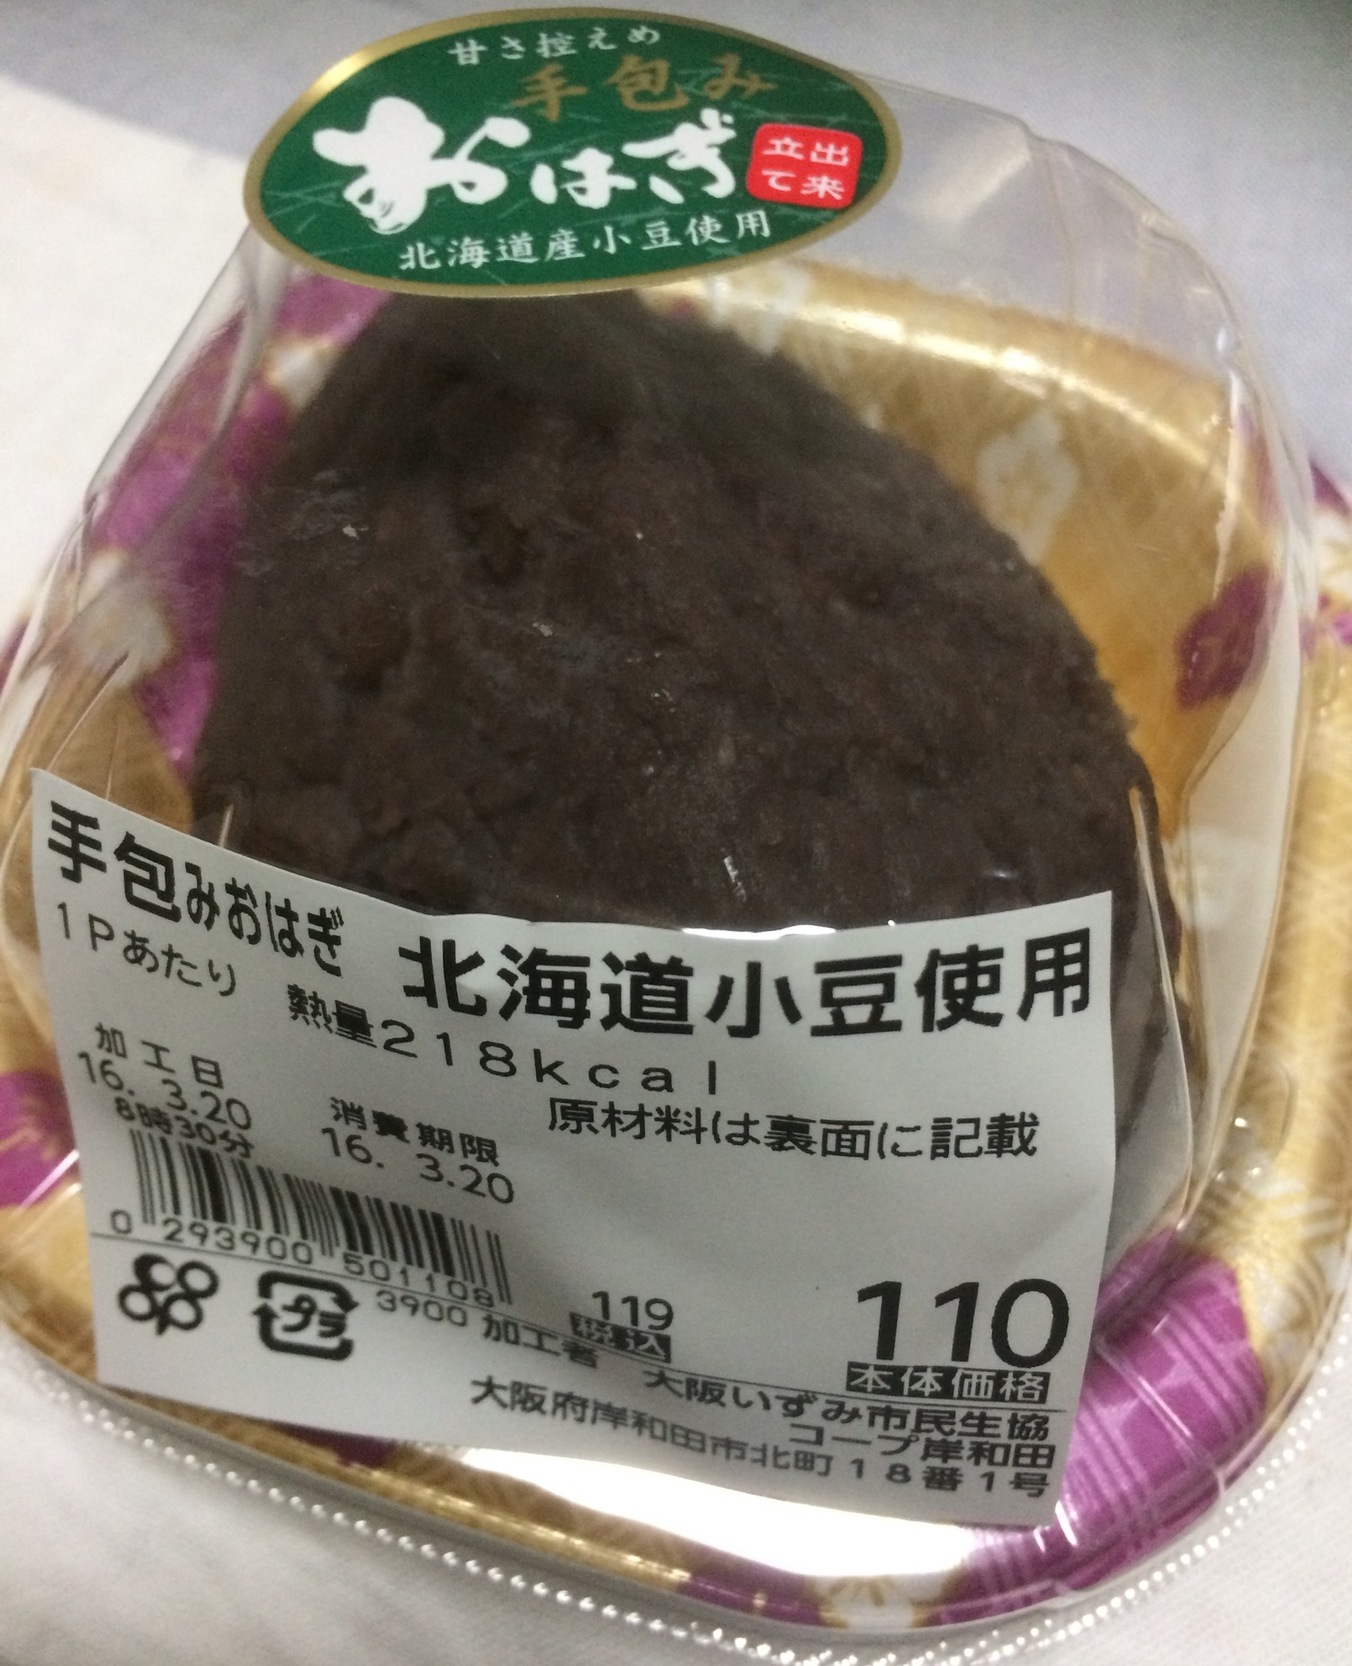 甘さ控えめ
手包み
おはぎ
出来
立て
北海道産小豆使用
手包みおはぎ 北海道小豆使用
1Pあたり 熱量218kcal
原材料は裏面に記載
加工日
16. 3.20
8時30分
消費期限
16. 3.20
0 293900 501108
プラ
3900
119
税込
110
本体価格
加工者 大阪いずみ市民生協
コープ岸和田
大阪府岸和田市北町18番1号